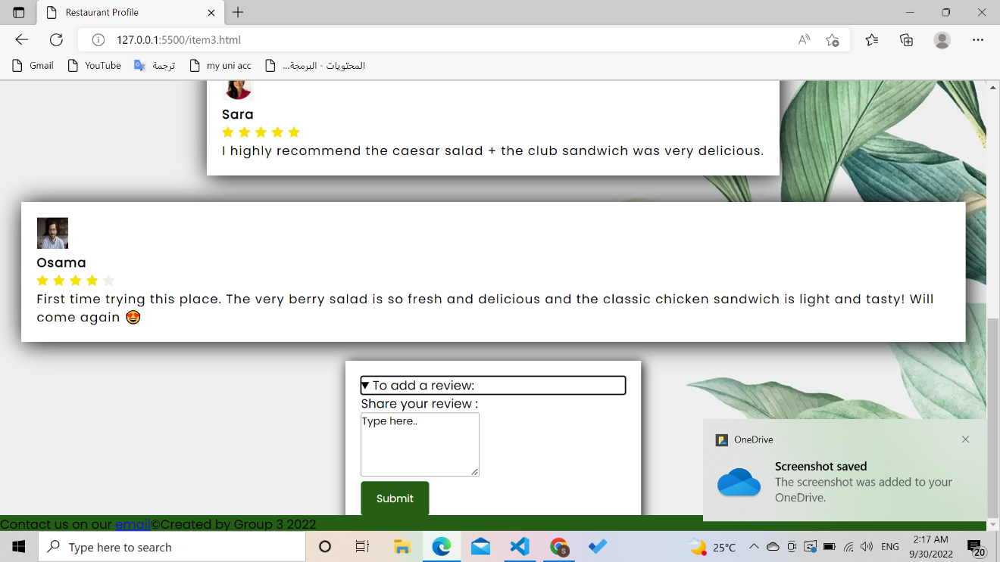 Restaurant Profile
127.0.0.1:5500/item3.html
Gmail
YouTube
ترجمة
my uni acc
المحتويات - البرمجة...
Sara
I highly recommend the caesar salad + the club sandwich was very delicious.
Osama
First time trying this place. The very berry salad is so fresh and delicious and the classic chicken sandwich is light and tasty! Will
come again 😍
To add a review:
Share your review :
Type here..
Submit
OneDrive
Screenshot saved
The screenshot was added to your
OneDrive.
Contact us on our email©Created by Group 3 2022
Type here to search
25°C
ENG
2:17 AM
9/30/2022
20